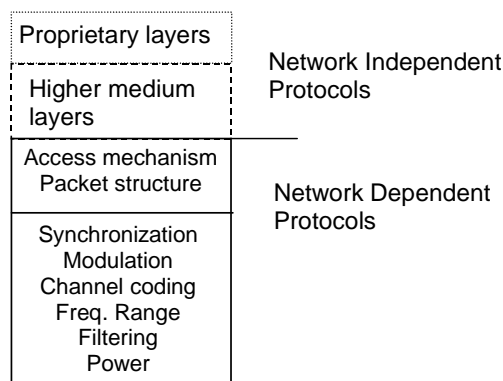 Proprietary layers
Network Independent
Protocols
Higher medium
layers
Access mechanism
Packet structure
Network Dependent
Protocols
Synchronization
Modulation
Channel coding
Freq. Range
Filtering
Power